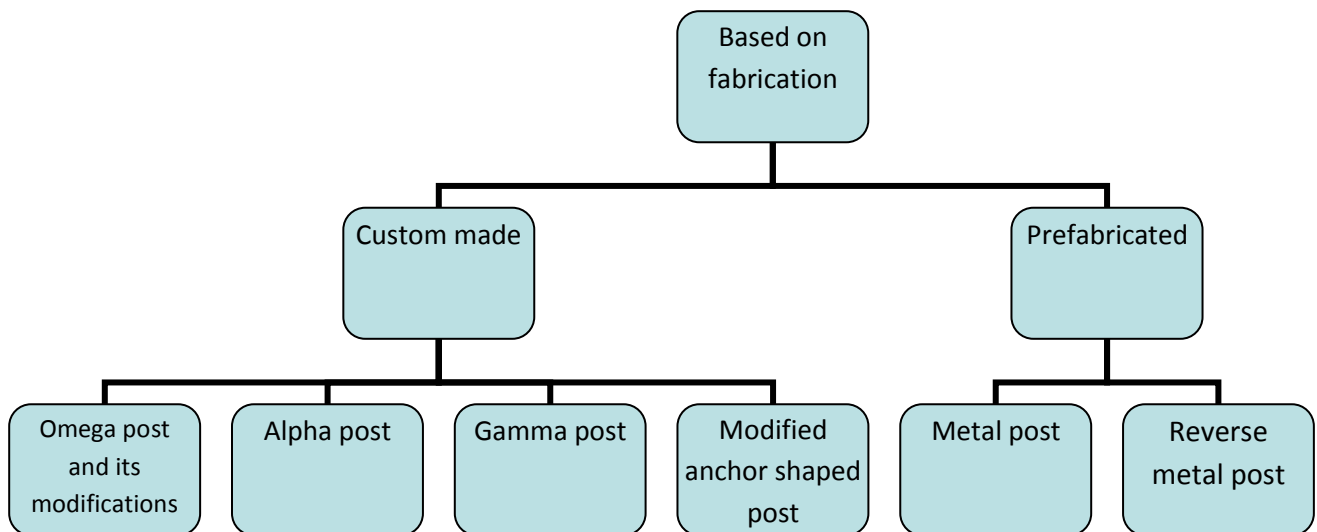 Based on
fabrication
Custom made
Prefabricated
Omega post
and its
modifications
Alpha post
Gamma post
Modified
anchor shaped
post
Metal post
Reverse
metal post